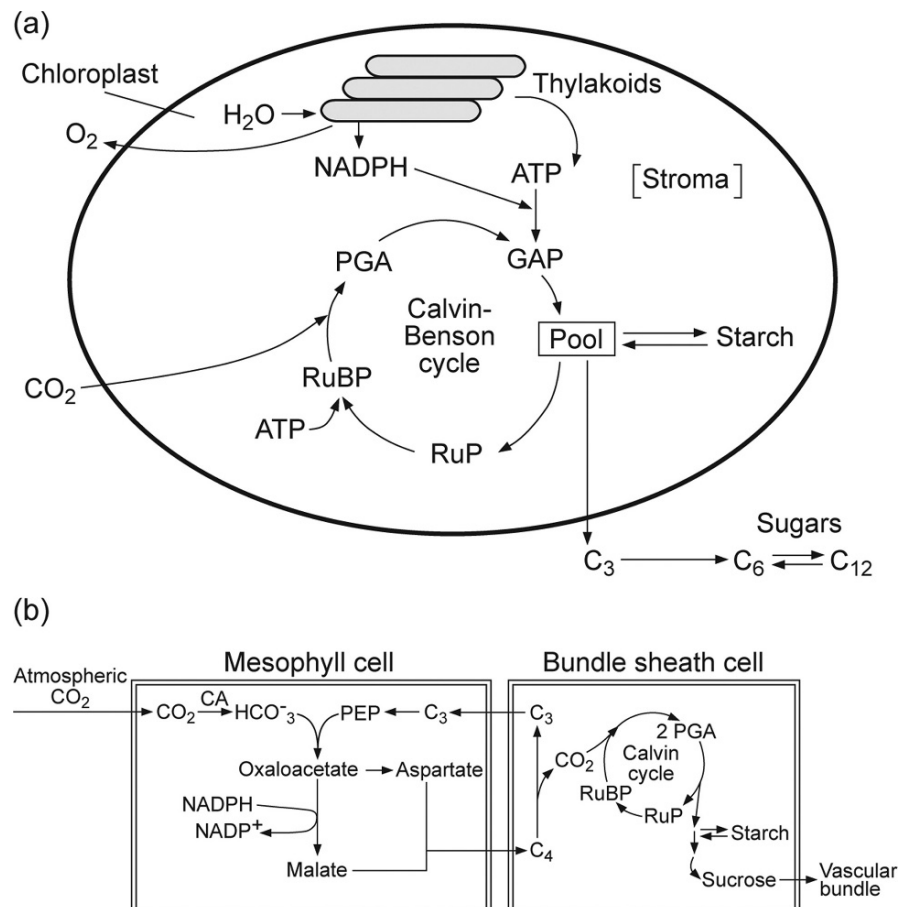 (a)
Chloroplast
Thylakoids
H₂O
O₂
NADPH
ATP
[Stroma]
PGA
GAP
Calvin-
Benson
cycle
Pool
Starch
CO₂
RuBP
ATP
RuP
Sugars
C₃
C₆
C₁₂
(b)
Mesophyll cell
Bundle sheath cell
Atmospheric
CO₂
CO₂
CA
HCO⁻₃
PEP
C₃
C₃
2 PGA
CO₂
Calvin
cycle
Oxaloacetate
Aspartate
RuBP
RuP
NADPH
NADP⁺
Starch
C₄
Malate
Sucrose
Vascular
bundle